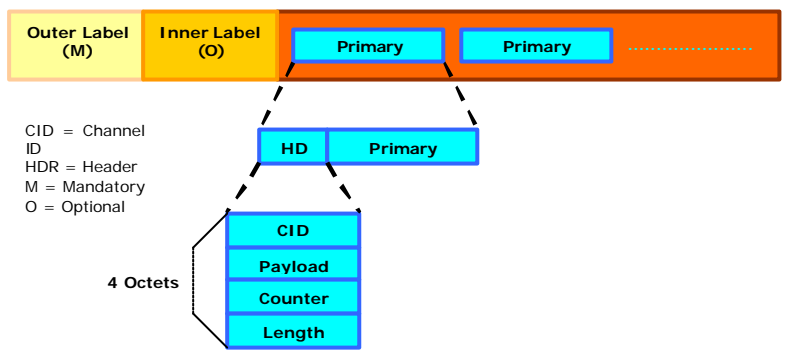 Outer Label
(M)
Inner Label
(O)
Primary
Primary
HD
Primary
CID = Channel
ID
HDR = Header
M = Mandatory
O = Optional
CID
Payload
Counter
Length
4 Octets